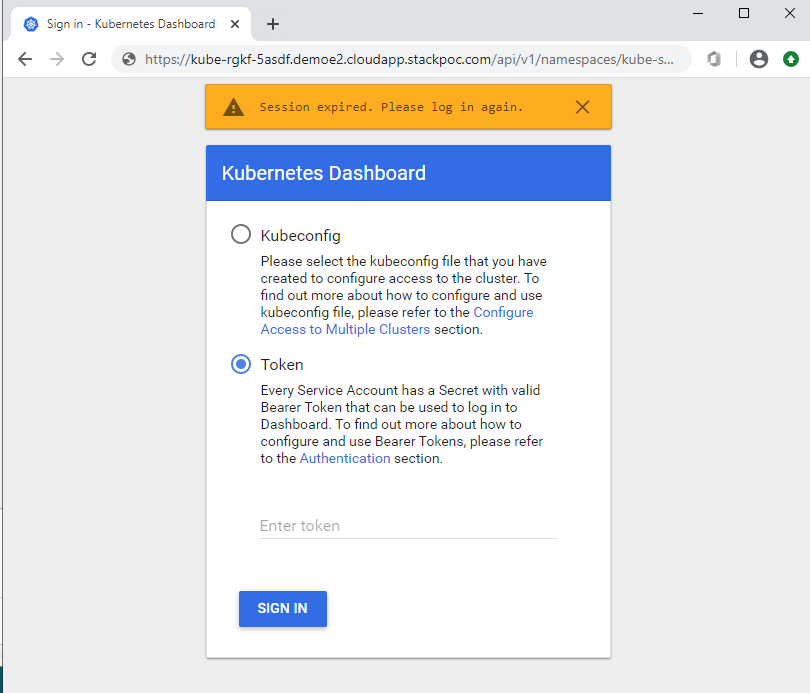 Sign in - Kubernetes Dashboard
https://kube-rgkf-5asdf.demoe2.cloudapp.stackpoc.com/api/v1/namespaces/kube-s...
Session expired. Please log in again.
Kubernetes Dashboard
Kubeconfig
Please select the kubeconfig file that you have
created to configure access to the cluster. To
find out more about how to configure and use
kubeconfig file, please refer to the Configure
Access to Multiple Clusters section.
Token
Every Service Account has a Secret with valid
Bearer Token that can be used to log in to
Dashboard. To find out more about how to
configure and use Bearer Tokens, please refer
to the Authentication section.
Enter token
SIGN IN